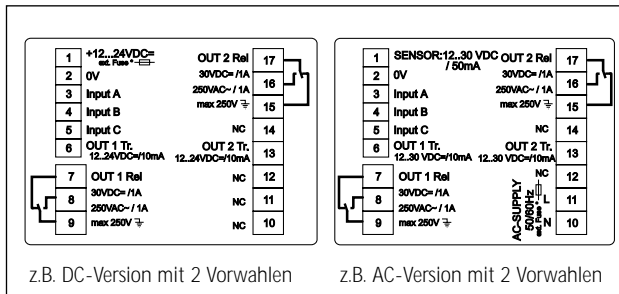 1 +12...24VDC= OUT 2 Rel 17
ext. Fuse *
2 0V 30VDC= /1A 16
3 Input A 250VAC~ / 1A
4 Input B max 250V 15
5 Input C NC 14
6 OUT 1 Tr. OUT 2 Tr. 13
12..24VDC=/10mA 12..24VDC=/10mA
7 OUT 1 Rel NC 12
8 30VDC= /1A NC 11
250VAC~ / 1A
9 max 250V NC 10
z.B. DC-Version mit 2 Vorwahlen
1 SENSOR:12..30 VDC OUT 2 Rel 17
/ 50mA
2 0V 30VDC= /1A 16
3 Input A 250VAC~ / 1A
4 Input B max 250V 15
5 Input C NC 14
6 OUT 1 Tr. OUT 2 Tr. 13
12..30 VDC=/10mA 12..30 VDC=/10mA
7 OUT 1 Rel NC 12
8 30VDC= /1A L 11
250VAC~ / 1A
9 max 250V N 10
AC-SUPPLY
50/60Hz
ext. Fuse *
z.B. AC-Version mit 2 Vorwahlen